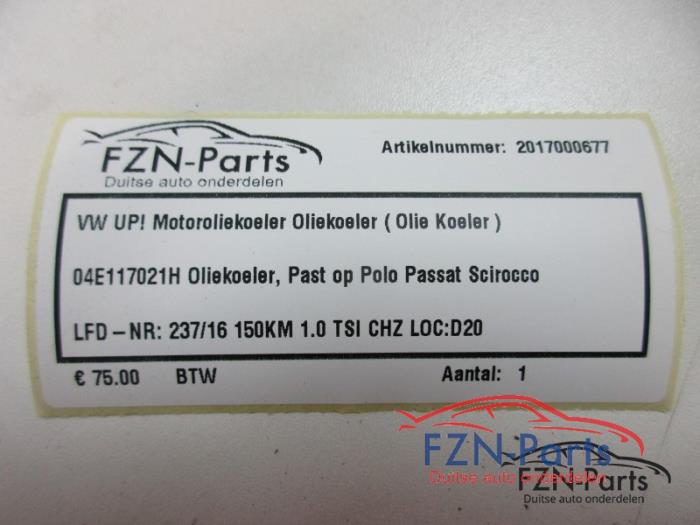 FZN-Parts
Duitse auto onderdelen
Artikelnummer: 2017000677
VW UP! Motoroliekoeler Oliekoeler ( Olie Koeler )
04E117021H Oliekoeler, Past op Polo Passat Scirocco
LFD-NR: 237/16 150KM 1.0 TSI CHZ LOC:D20
€ 75.00 BTW Aantal: 1
FZN-Parts
Duitse auto onderdelen
FZN-Parts
Duitse auto onderdelen